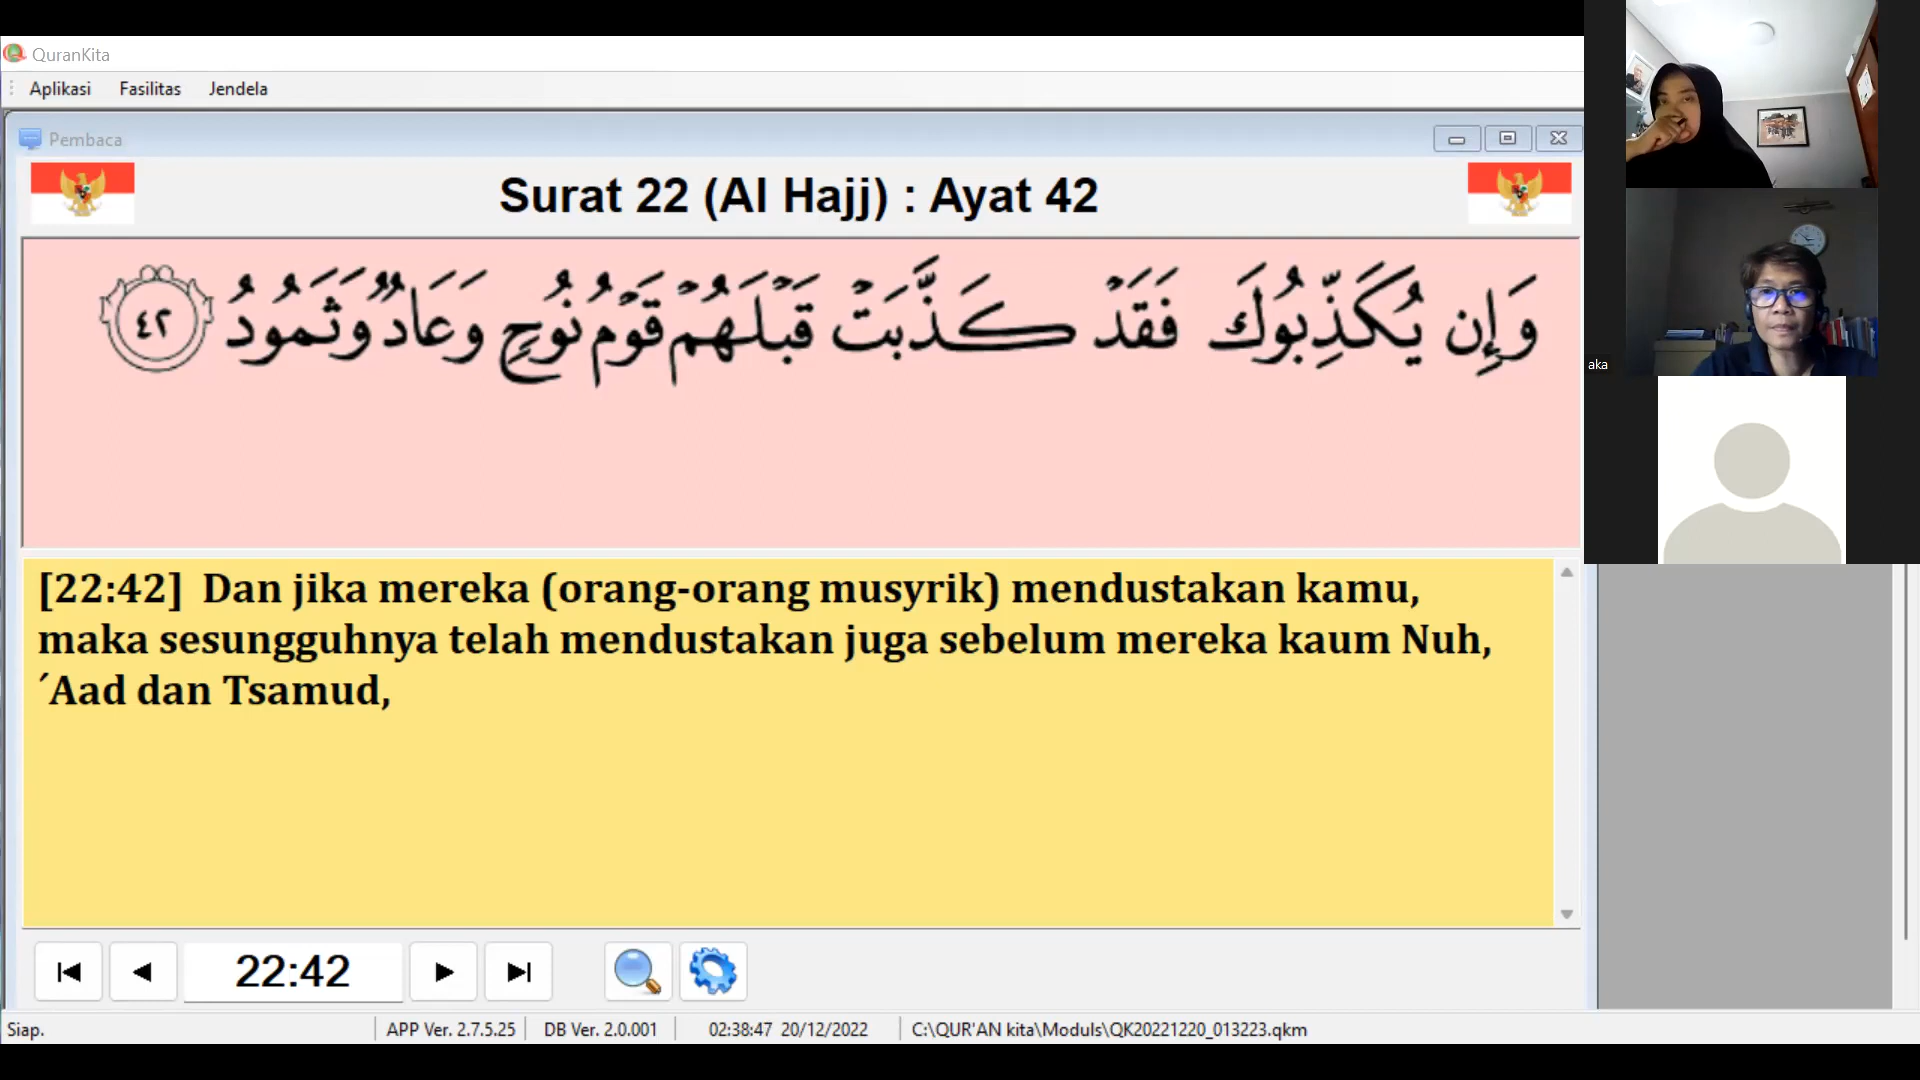 QuranKita
Aplikasi Fasilitas Jendela
Pembaca
Surat 22 (Al Hajj) : Ayat 42
وَإِن يُكَذِّبُوكَ فَقَدْ كَذَّبَتْ قَبْلَهُمْ قَوْمُ نُوحٍ وَعَادٌ وَثَمُودُ ٤٢
[22:42] Dan jika mereka (orang-orang musyrik) mendustakan kamu,
maka sesungguhnya telah mendustakan juga sebelum mereka kaum Nuh,
´Aad dan Tsamud,
22:42
Siap. APP Ver. 2.7.5.25 DB Ver. 2.0.001 02:38:47 20/12/2022 C:\QUR'AN kita\Moduls\QK20221220_013223.qkm
aka